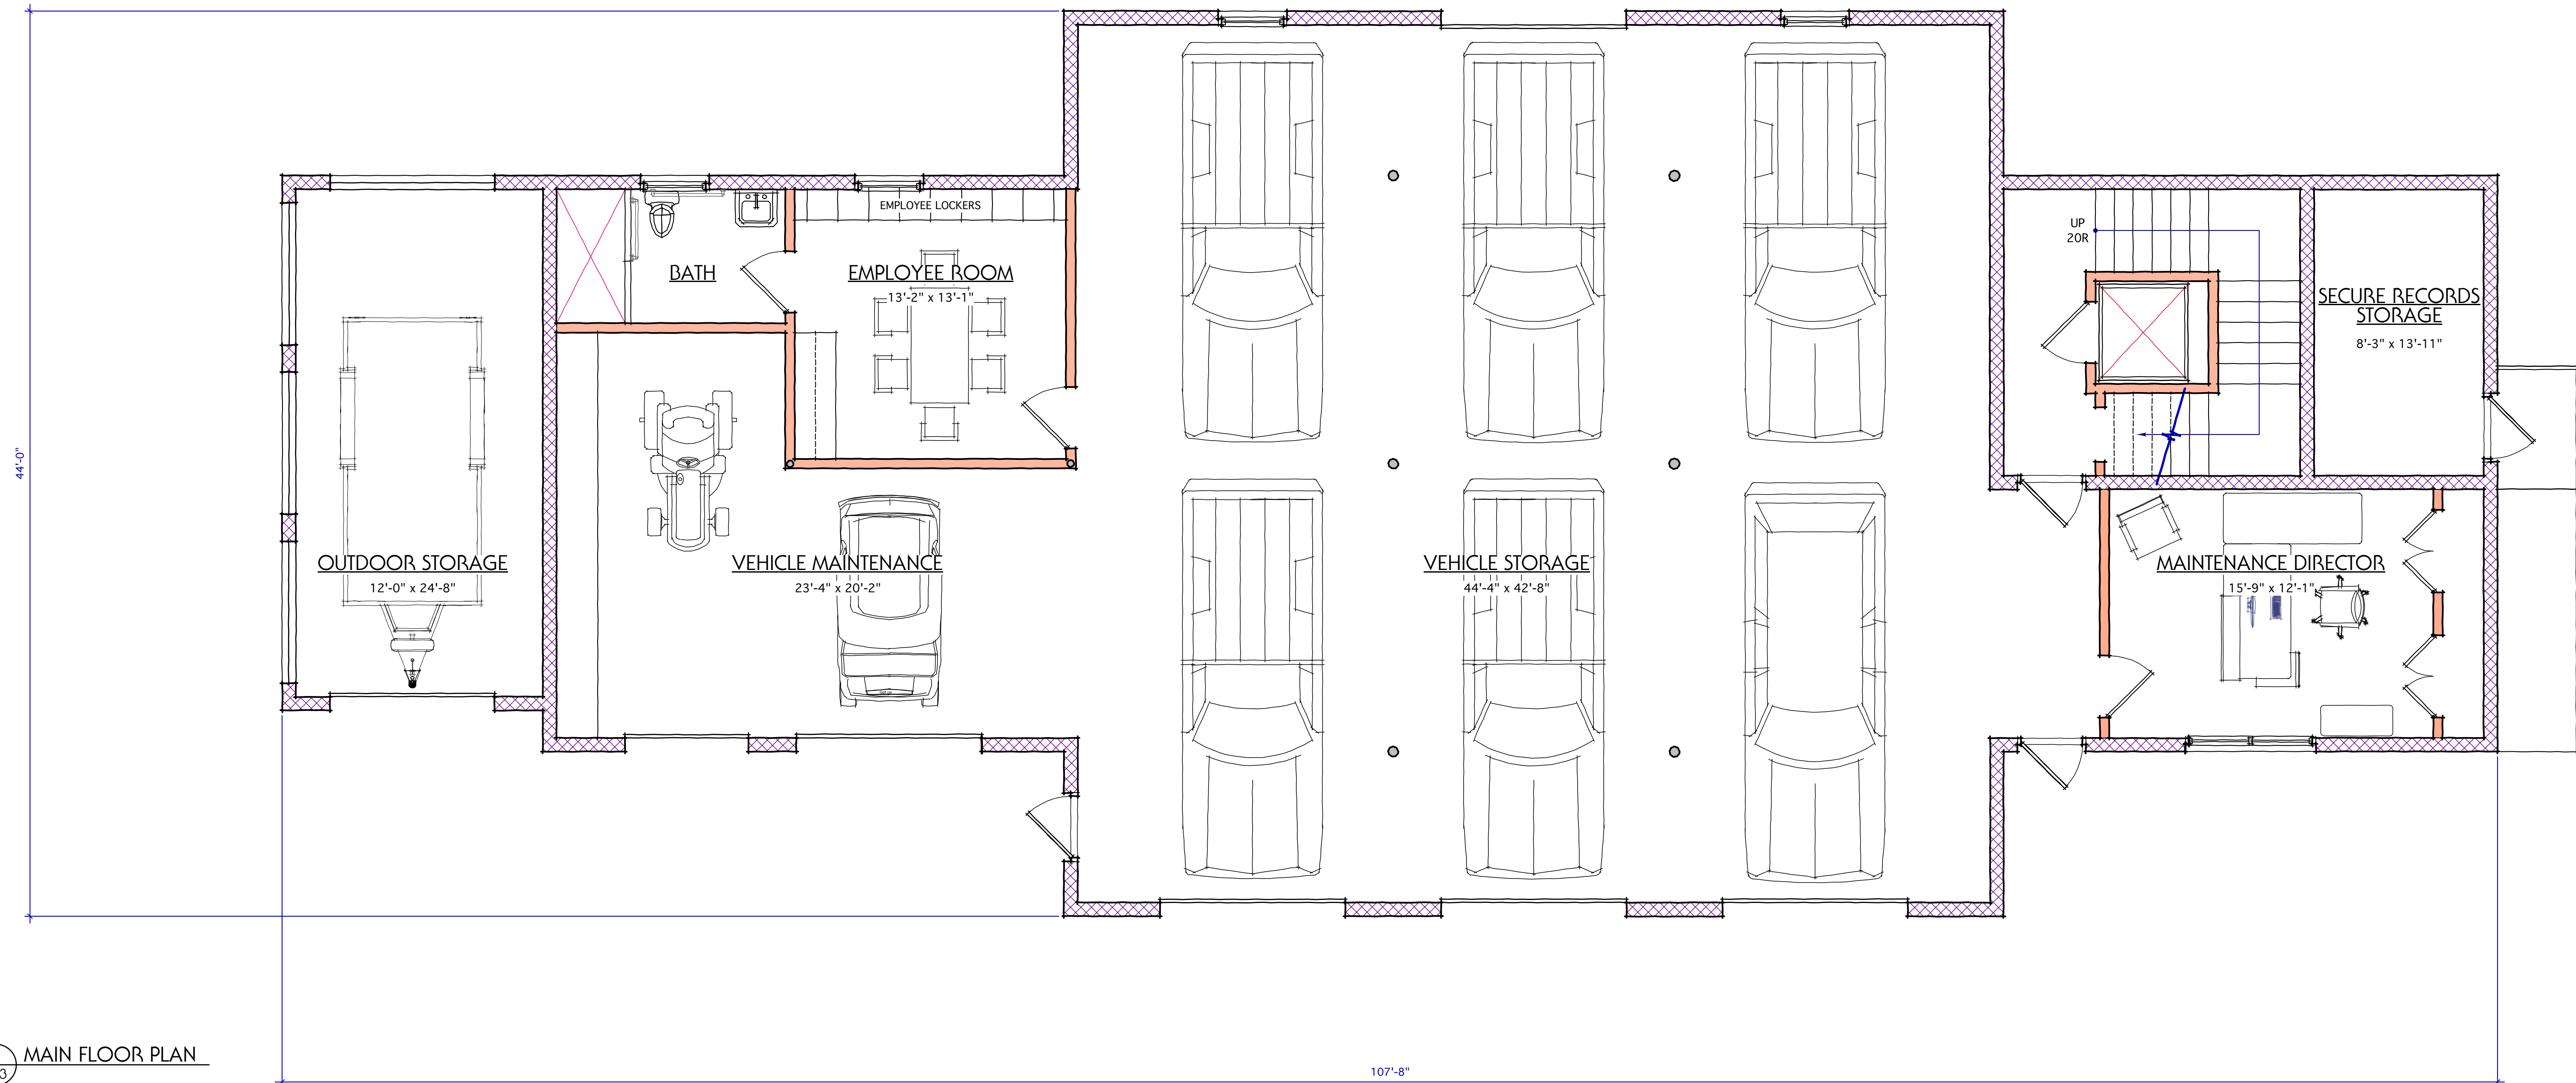 EMPLOYEE LOCKERS
UP
20R
BATH
EMPLOYEE ROOM
13'-2" x 13'-1"
SECURE RECORDS
STORAGE
8'-3" x 13'-11"
44'-0"
OUTDOOR STORAGE
12'-0" x 24'-8"
VEHICLE MAINTENANCE
23'-4" x 20'-2"
VEHICLE STORAGE
44'-4" x 42'-8"
MAINTENANCE DIRECTOR
15'-9" x 12'-1"
MAIN FLOOR PLAN
3
107'-8"